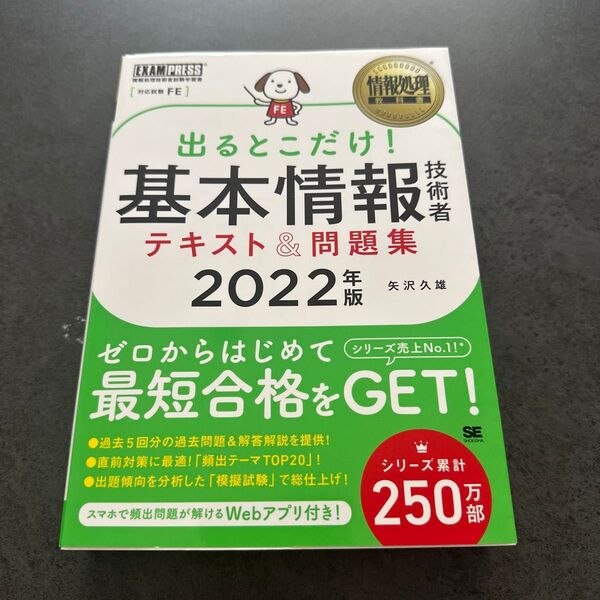 EXAMPRESS®
情報処理技術者試験学習書
[対応試験 FE]
FE
情報処理
教科書
出るとこだけ!
基本情報技術者
テキスト&問題集
2022年版 矢沢久雄
ゼロからはじめて
シリーズ売上No.1!*
最短合格をGET!
●過去5回分の過去問題&解答解説を提供!
●直前対策に最適!「頻出テーマTOP20」!
●出題傾向を分析した「模擬試験」で総仕上げ!
スマホで頻出問題が解けるWebアプリ付き!
SE
SHOEISHA
シリーズ累計
250万部